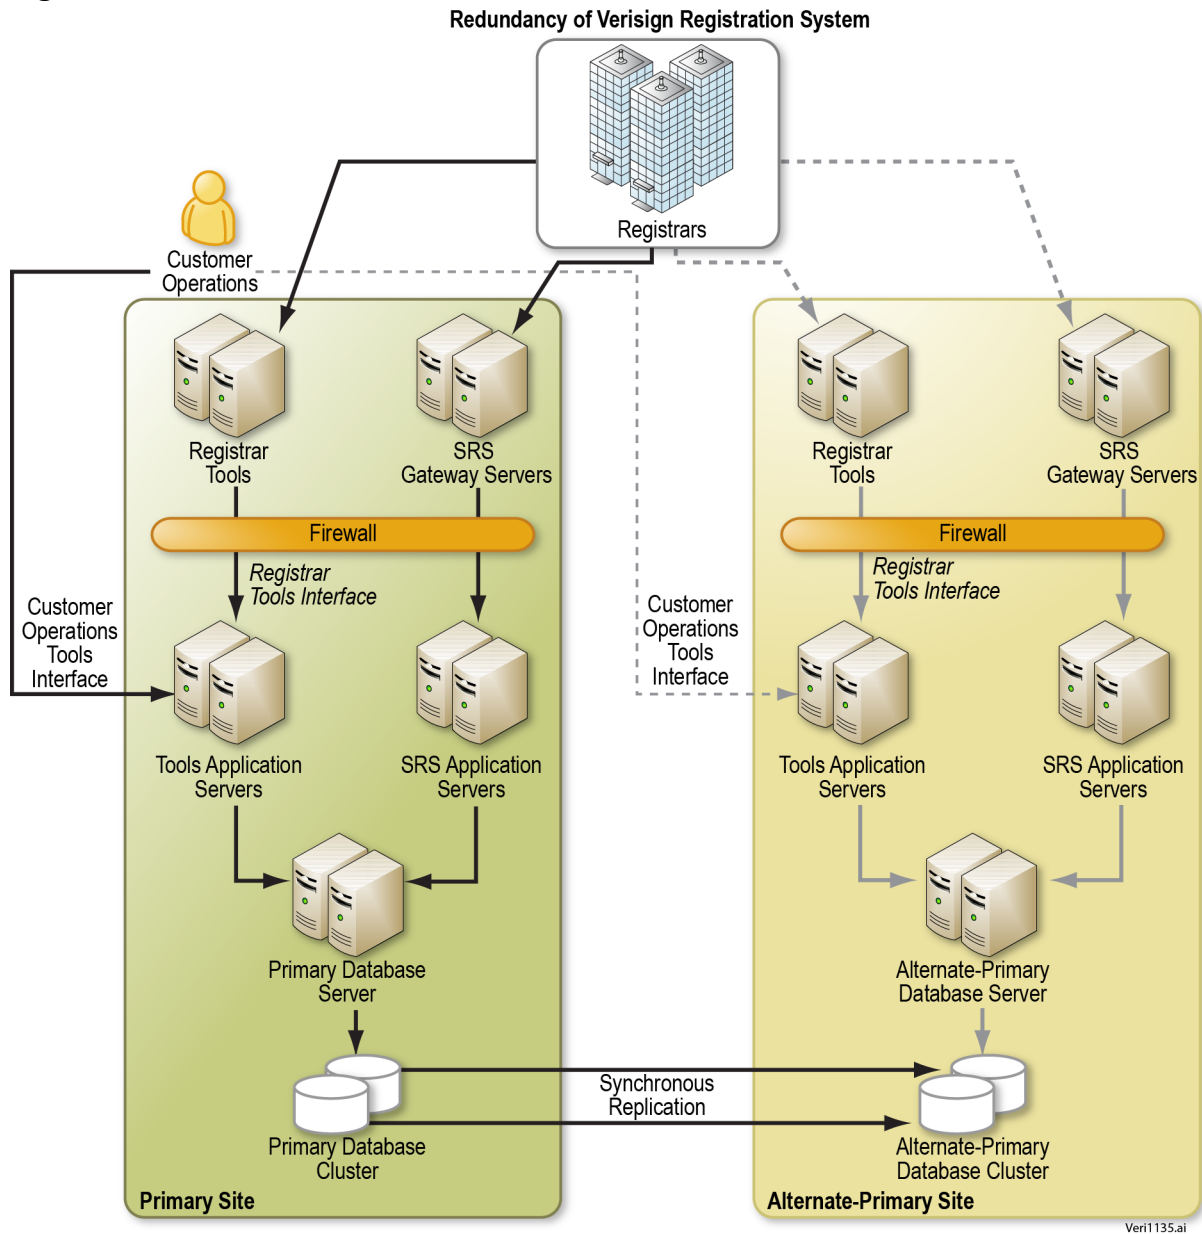 Redundancy of Verisign Registration System
Registrars
Customer
Operations
Registrar
Tools
SRS
Gateway Servers
Firewall
Registrar
Tools Interface
Customer
Operations
Tools
Interface
Tools Application
Servers
SRS Application
Servers
Primary Database
Server
Primary Database
Cluster
Primary Site
Synchronous
Replication
Registrar
Tools
SRS
Gateway Servers
Firewall
Registrar
Tools Interface
Customer
Operations
Tools
Interface
Tools Application
Servers
SRS Application
Servers
Alternate-Primary
Database Server
Alternate-Primary
Database Cluster
Alternate-Primary Site
Veri1135.ai